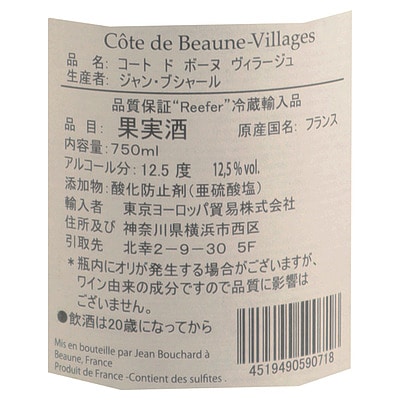 Côte de Beaune-Villages
品 名: コート ド ボーヌ ヴィラージュ
生産者: ジャン・ブシャール
品質保証“Reefer”冷蔵輸入品
品目: 果実酒 原産国名: フランス
内容量: 750ml
アルコール分: 12.5 度 12,5% vol.
添加物: 酸化防止剤(亜硫酸塩)
輸入者 東京ヨーロッパ貿易株式会社
住所及び 神奈川県横浜市西区
引取先 北幸2-9-30 5F
*瓶内にオリが発生する場合がございますが、
ワイン由来の成分ですので品質に影響は
ございません。
●飲酒は20歳になってから
Mis en bouteille par Jean Bouchard à
Beaune, France
Produit de France -Contient des sulfites .
4519490590718